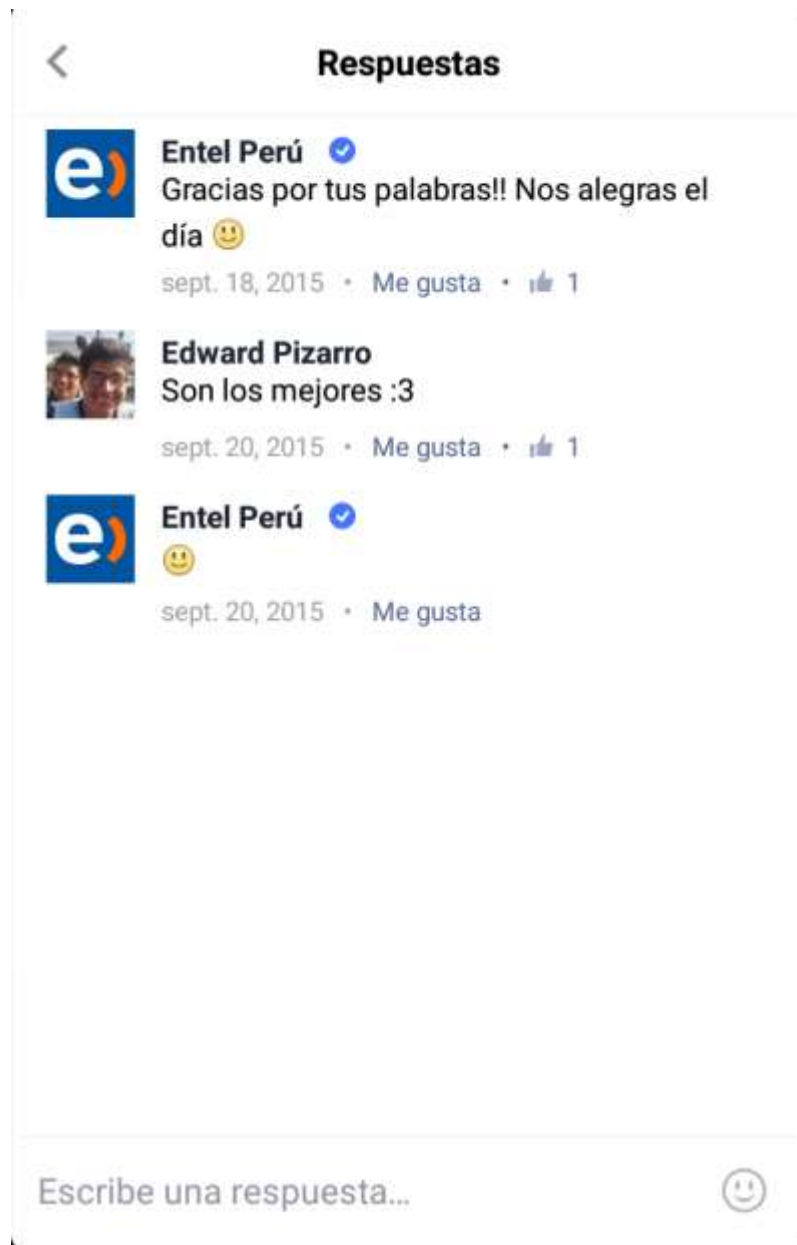 Respuestas
Entel Perú
Gracias por tus palabras!! Nos alegras el
día 🙂
sept. 18, 2015 · Me gusta · 1
Edward Pizarro
Son los mejores :3
sept. 20, 2015 · Me gusta · 1
Entel Perú
🙂
sept. 20, 2015 · Me gusta
Escribe una respuesta...